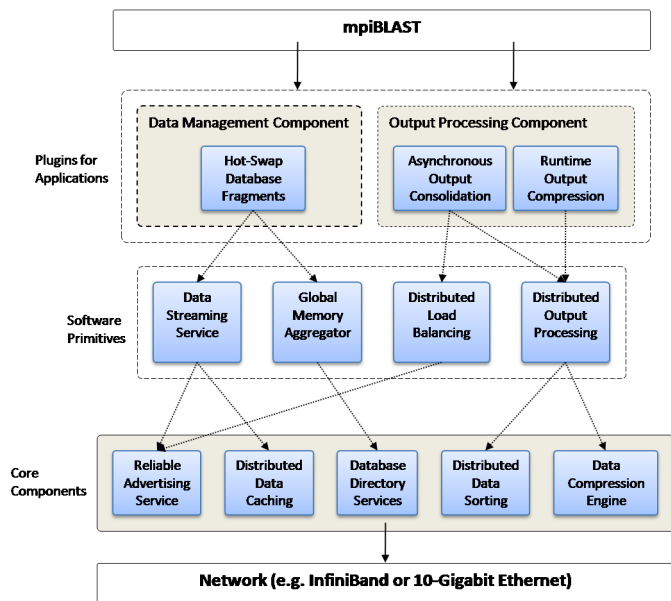 mpiBLAST
Plugins for
Applications
Data Management Component
Hot-Swap
Database
Fragments
Output Processing Component
Asynchronous
Output
Consolidation
Runtime
Output
Compression
Software
Primitives
Data
Streaming
Service
Global
Memory
Aggregator
Distributed
Load
Balancing
Distributed
Output
Processing
Core
Components
Reliable
Advertising
Service
Distributed
Data
Caching
Database
Directory
Services
Distributed
Data
Sorting
Data
Compression
Engine
Network (e.g. InfiniBand or 10-Gigabit Ethernet)